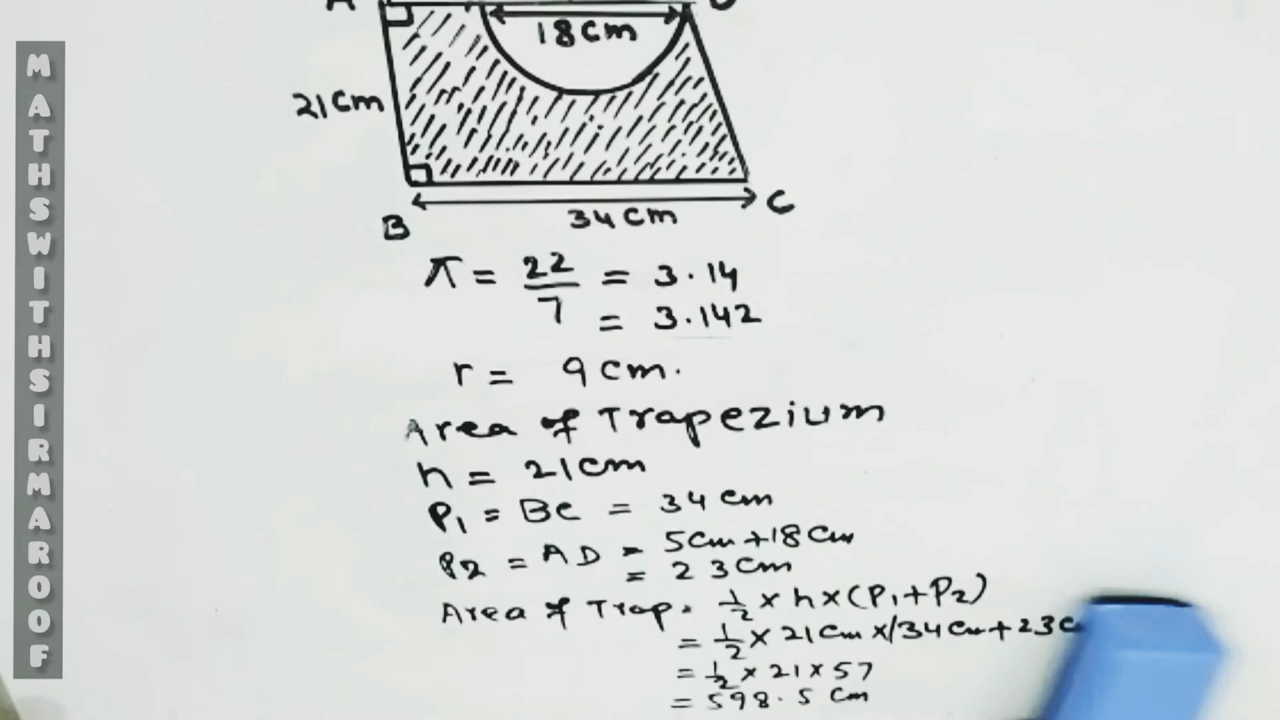 MATHSWITHSIRMAROOF
18cm
21cm
34cm
B
C
π = 22/7 = 3.14
= 3.142
r = 9cm.
Area of Trapezium
h = 21cm
P₁ = BC = 34cm
P₂ = AD = 5cm+18cm
= 23cm
Area of Trap. ½ × h×(P₁+P₂)
= ½ × 21cm×(34cm+23c
= ½ × 21×57
= 598.5 cm